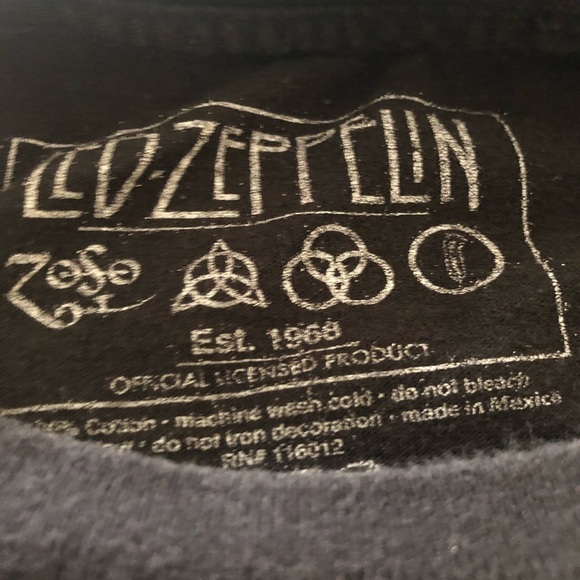 LED-ZEPPELIN
ZoSo
Est. 1968
OFFICIAL LICENSED PRODUCT
Cotton · machine wash cold · do not bleach
· do not iron decoration · made in Mexico
RN# 116012